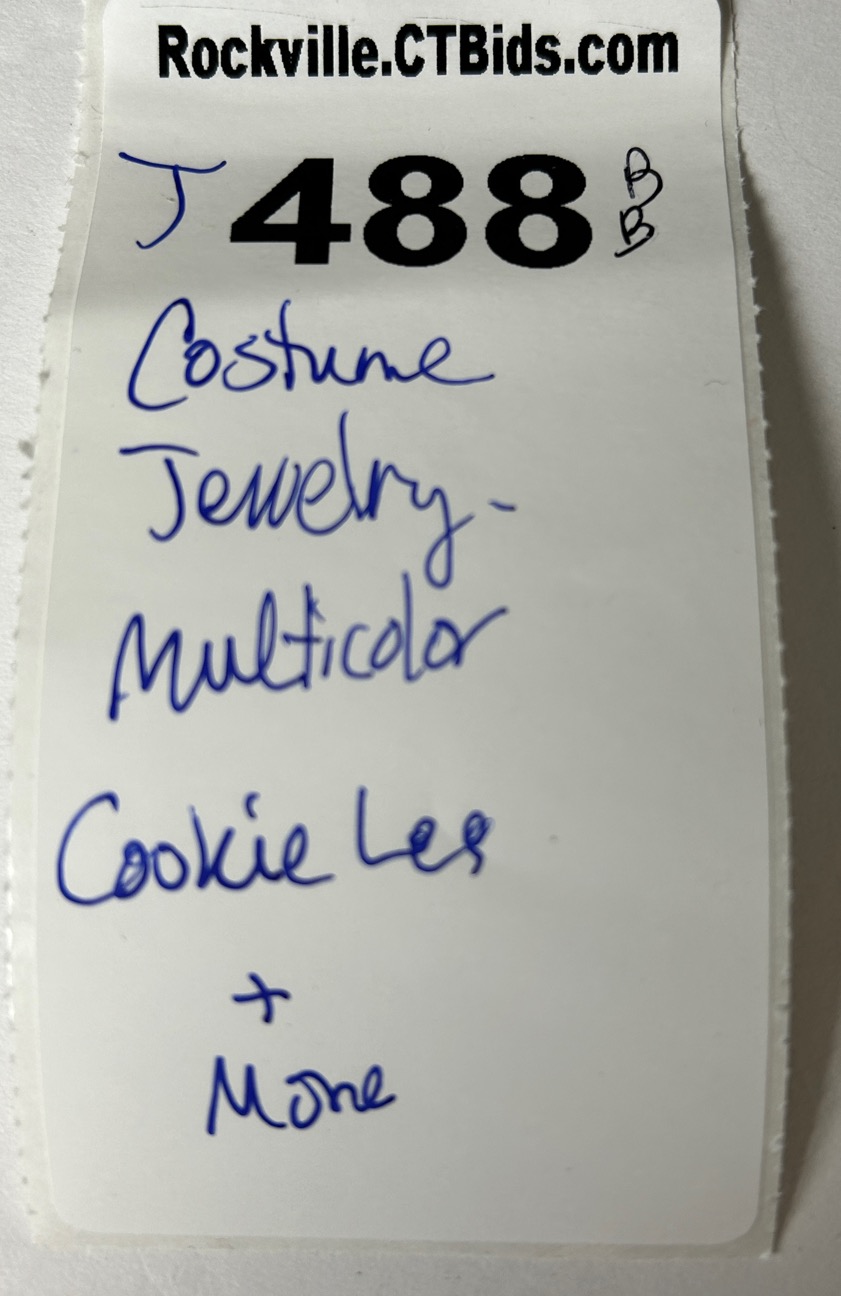 Rockville.CTBids.com
J 488 B
B
Costume
Jewelry-
Multicolor
Cookie Lee
+
More